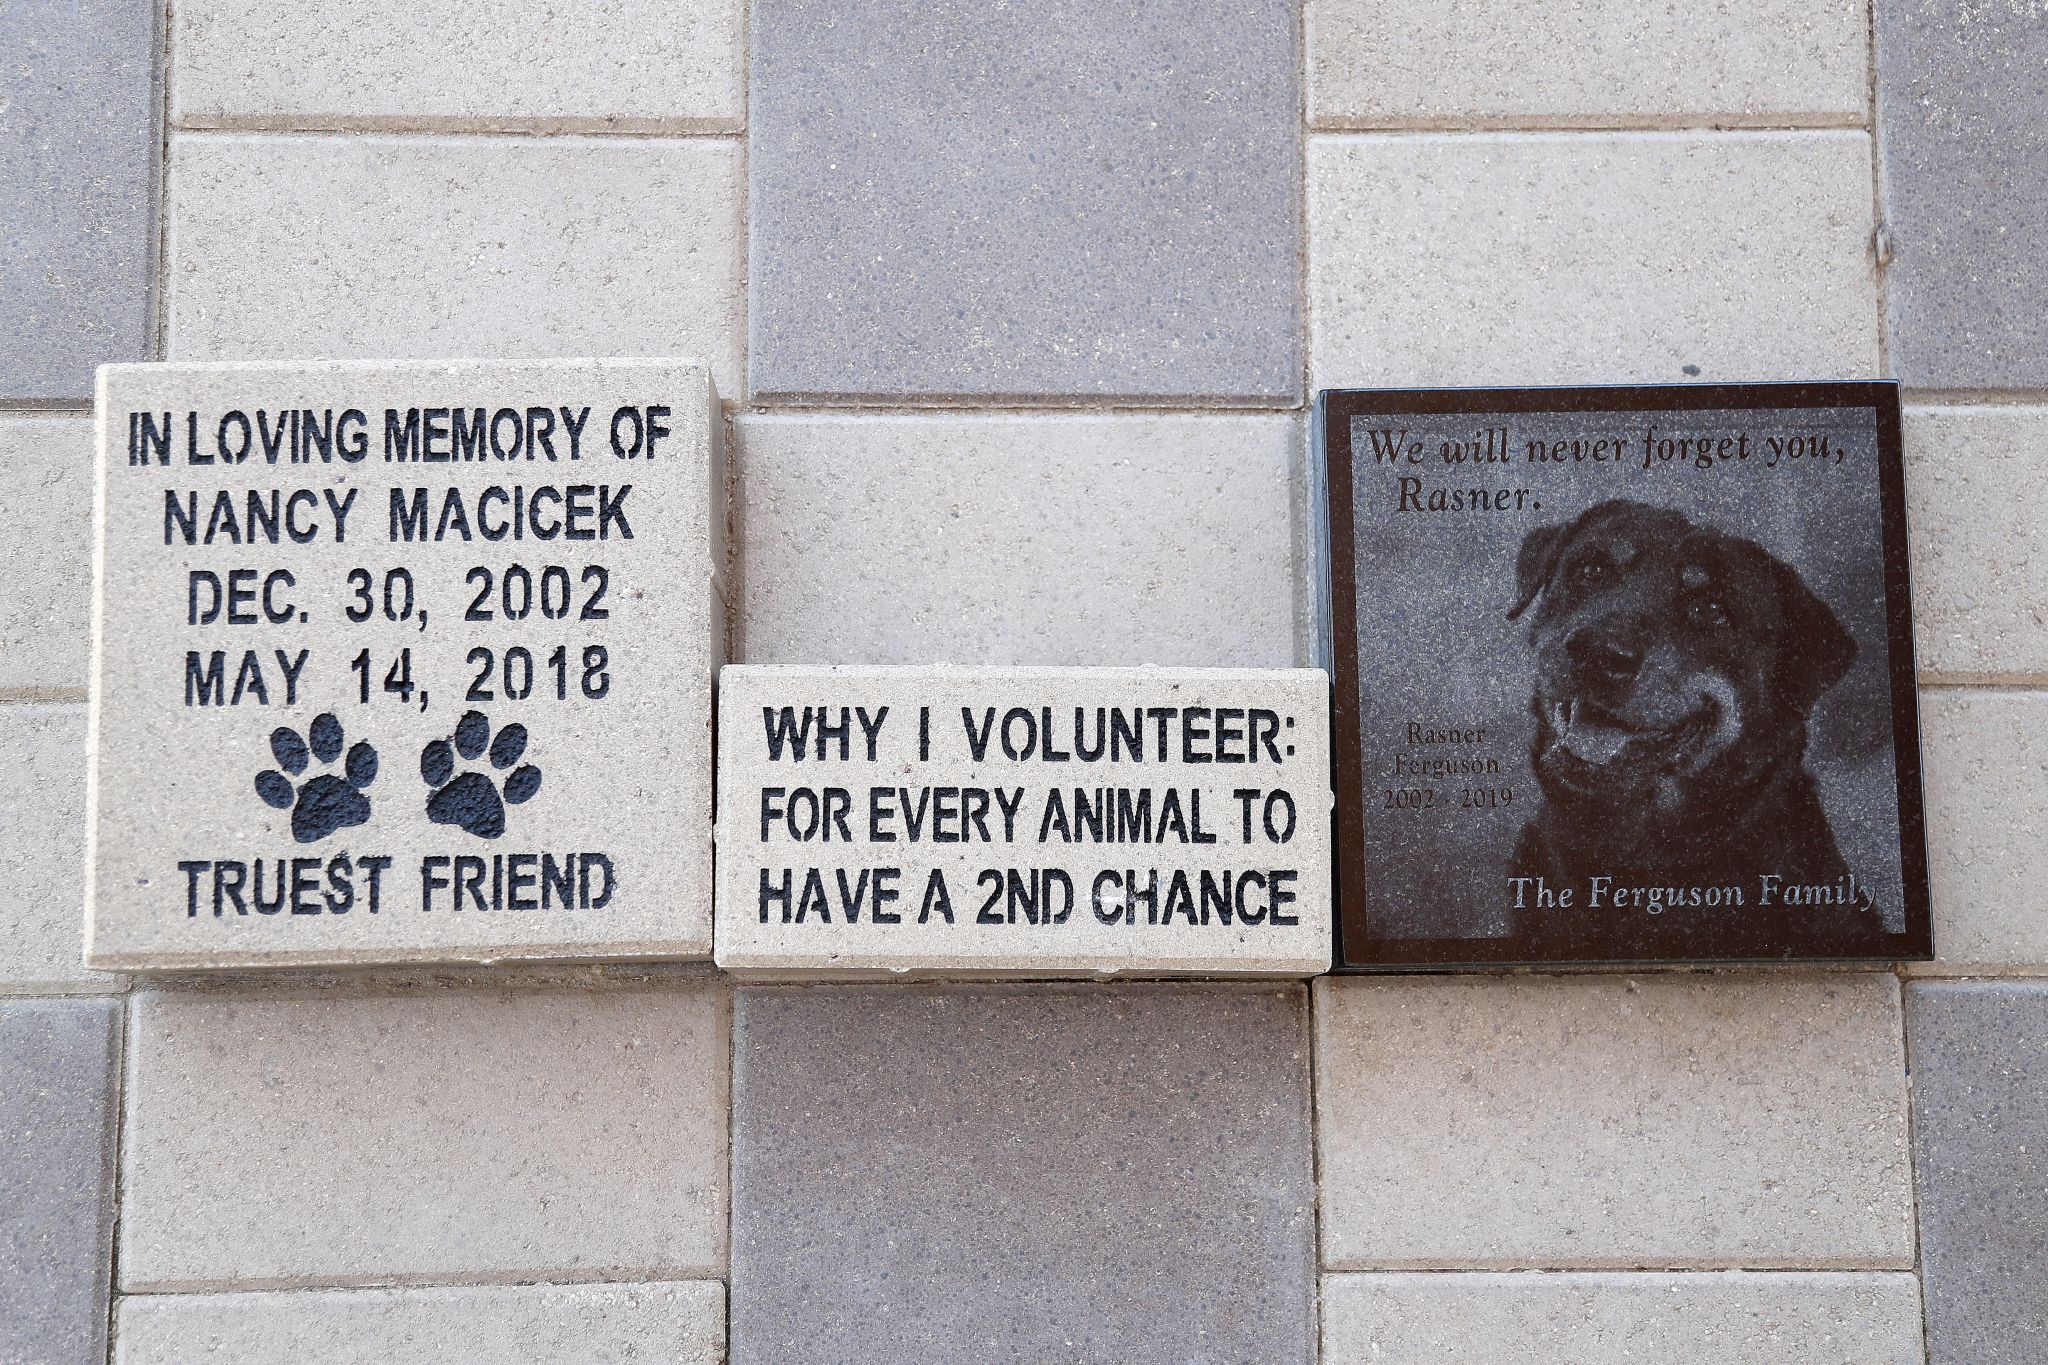 IN LOVING MEMORY OF
NANCY MACICEK
DEC. 30, 2002
MAY 14, 2018
TRUEST FRIEND
WHY I VOLUNTEER:
FOR EVERY ANIMAL TO
HAVE A 2ND CHANCE
We will never forget you,
Rasner.
Rasner
Ferguson
2002 - 2019
The Ferguson Family